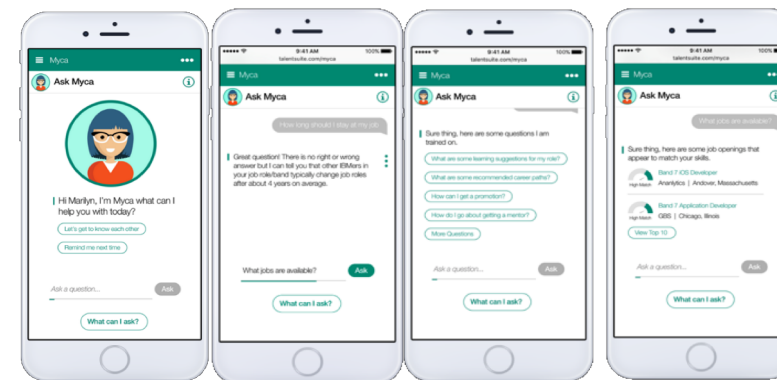 Myca
Ask Myca
Hi Marilyn, I'm Myca what can I
help you with today?
Let's get to know each other
Remind me next time
Ask a question...
Ask
What can I ask?
9:41 AM
100%
talentsuite.com/myca
Myca
Ask Myca
How long should I stay at my job
Great question! There is no right or wrong
answer but I can tell you that other IBMers in
your job role/band typically change job roles
after about 4 years on average.
What jobs are available?
Ask
What can I ask?
9:41 AM
100%
talentsuite.com/myca
Myca
Ask Myca
Sure thing, here are some questions I am
trained on.
What are some learning suggestions for my role?
What are some recommended career paths?
How can I get a promotion?
How do I go about getting a mentor?
More Questions
Ask a question...
Ask
What can I ask?
9:41 AM
100%
talentsuite.com/myca
Myca
Ask Myca
What jobs are available?
Sure thing, here are some job openings that
appear to match your skills.
Band 7 iOS Developer
High Match
Ananlytics | Andover, Massachusetts
Band 7 Application Developer
High Match
GBS | Chicago, Illinois
View Top 10
Ask a question...
Ask
What can I ask?